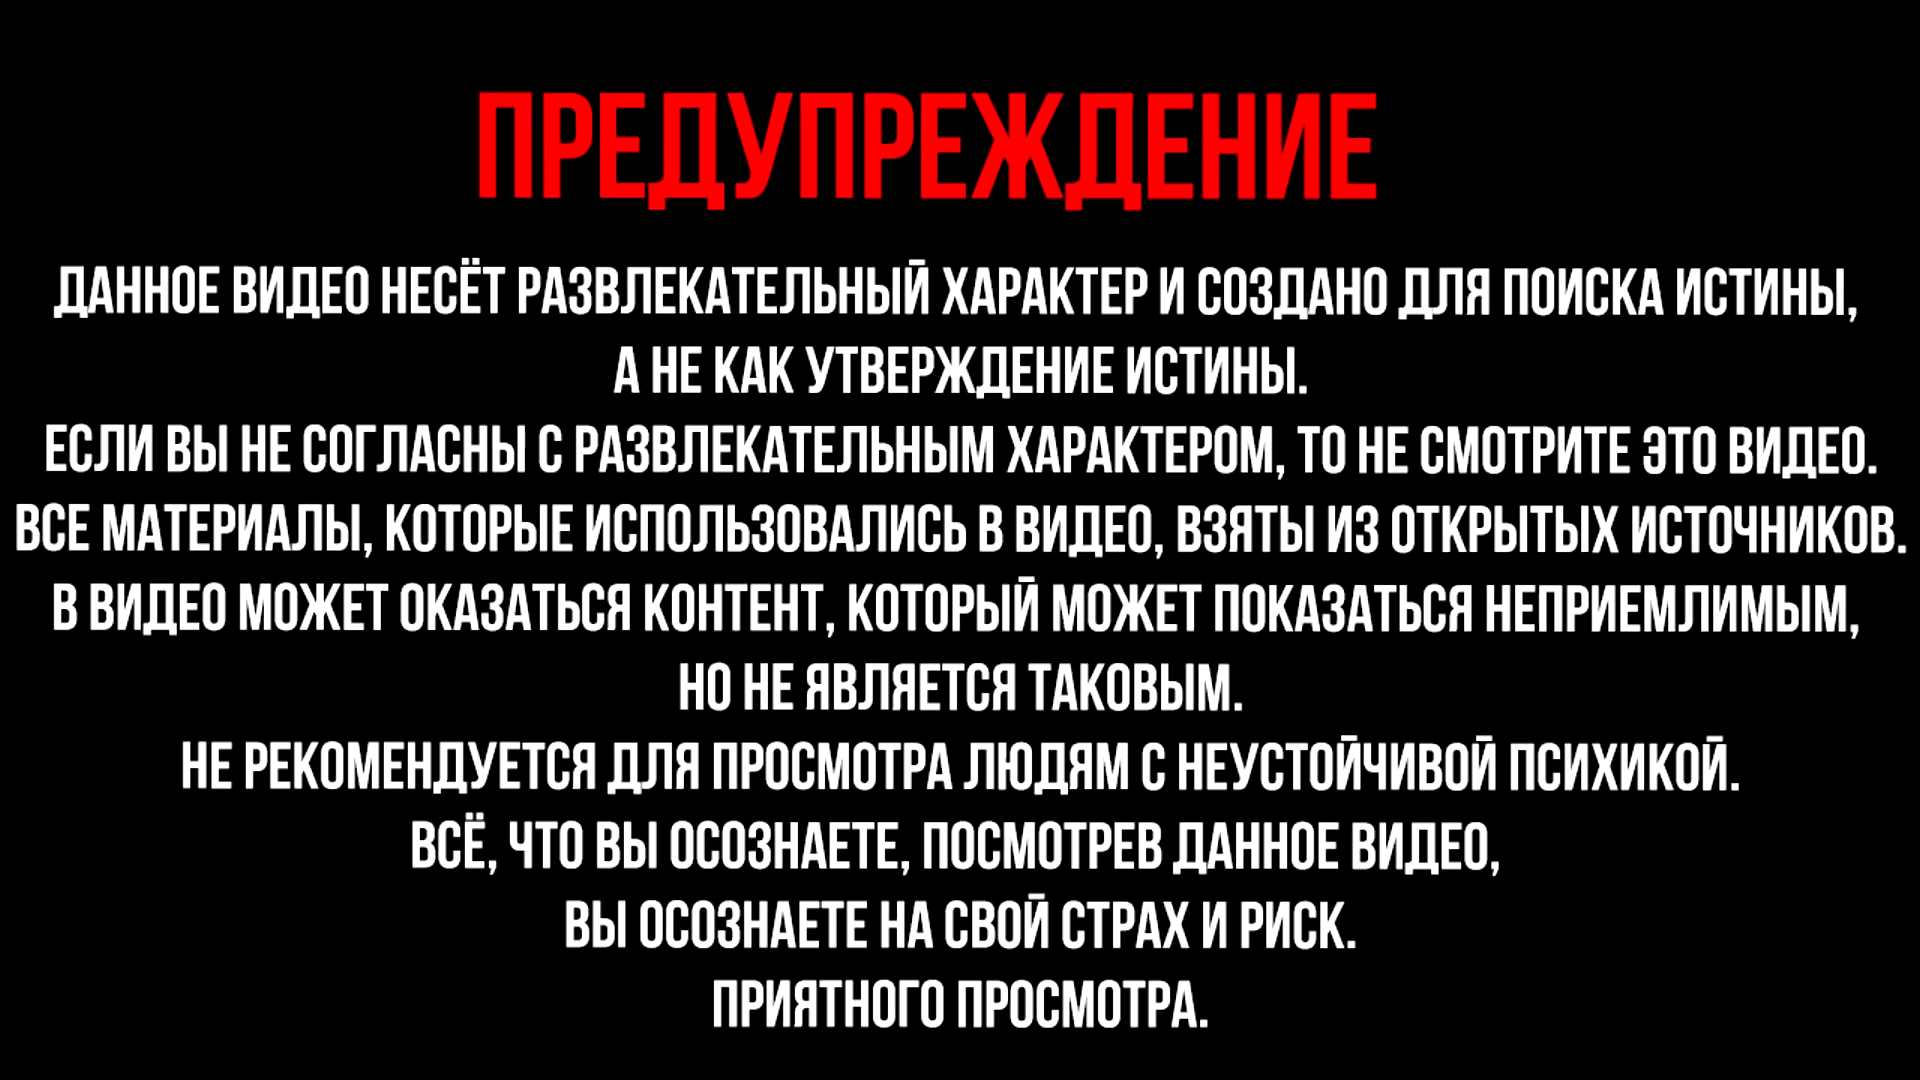 ПРЕДУПРЕЖДЕНИЕ
ДАННОЕ ВИДЕО НЕСЁТ РАЗВЛЕКАТЕЛЬНЫЙ ХАРАКТЕР И СОЗДАНО ДЛЯ ПОИСКА ИСТИНЫ,
А НЕ КАК УТВЕРЖДЕНИЕ ИСТИНЫ.
ЕСЛИ ВЫ НЕ СОГЛАСНЫ С РАЗВЛЕКАТЕЛЬНЫМ ХАРАКТЕРОМ, ТО НЕ СМОТРИТЕ ЭТО ВИДЕО.
ВСЕ МАТЕРИАЛЫ, КОТОРЫЕ ИСПОЛЬЗОВАЛИСЬ В ВИДЕО, ВЗЯТЫ ИЗ ОТКРЫТЫХ ИСТОЧНИКОВ.
В ВИДЕО МОЖЕТ ОКАЗАТЬСЯ КОНТЕНТ, КОТОРЫЙ МОЖЕТ ПОКАЗАТЬСЯ НЕПРИЕМЛИМЫМ,
НО НЕ ЯВЛЯЕТСЯ ТАКОВЫМ.
НЕ РЕКОМЕНДУЕТСЯ ДЛЯ ПРОСМОТРА ЛЮДЯМ С НЕУСТОЙЧИВОЙ ПСИХИКОЙ.
ВСЁ, ЧТО ВЫ ОСОЗНАЕТЕ, ПОСМОТРЕВ ДАННОЕ ВИДЕО,
ВЫ ОСОЗНАЕТЕ НА СВОЙ СТРАХ И РИСК.
ПРИЯТНОГО ПРОСМОТРА.